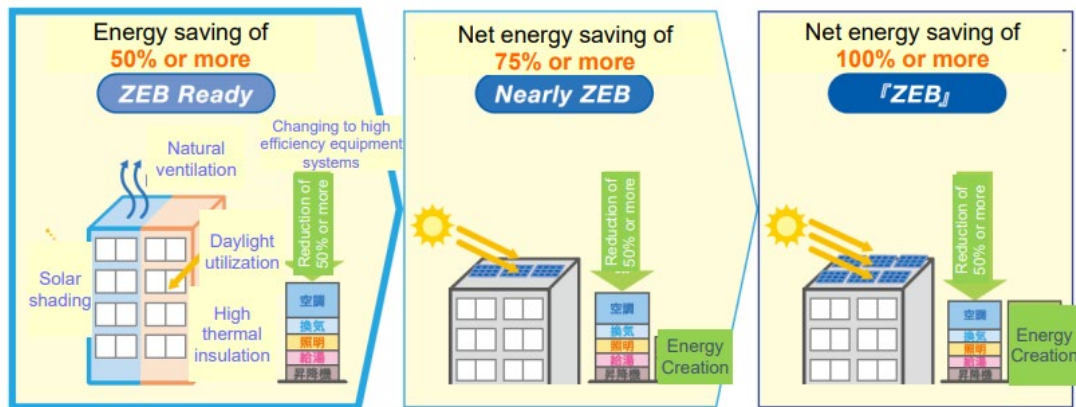 Energy saving of
50% or more
ZEB Ready
Changing to high
efficiency equipment
systems
Natural
ventilation
Reduction of
50% or more
Daylight
utilization
Solar
shading
High
thermal
insulation
空調
換気
照明
給湯
昇降機
Net energy saving of
75% or more
Nearly ZEB
Reduction of
50% or more
空調
換気
照明
給湯
昇降機
Energy
Creation
Net energy saving of
100% or more
『ZEB』
Reduction of
50% or more
空調
換気
照明
給湯
昇降機
Energy
Creation